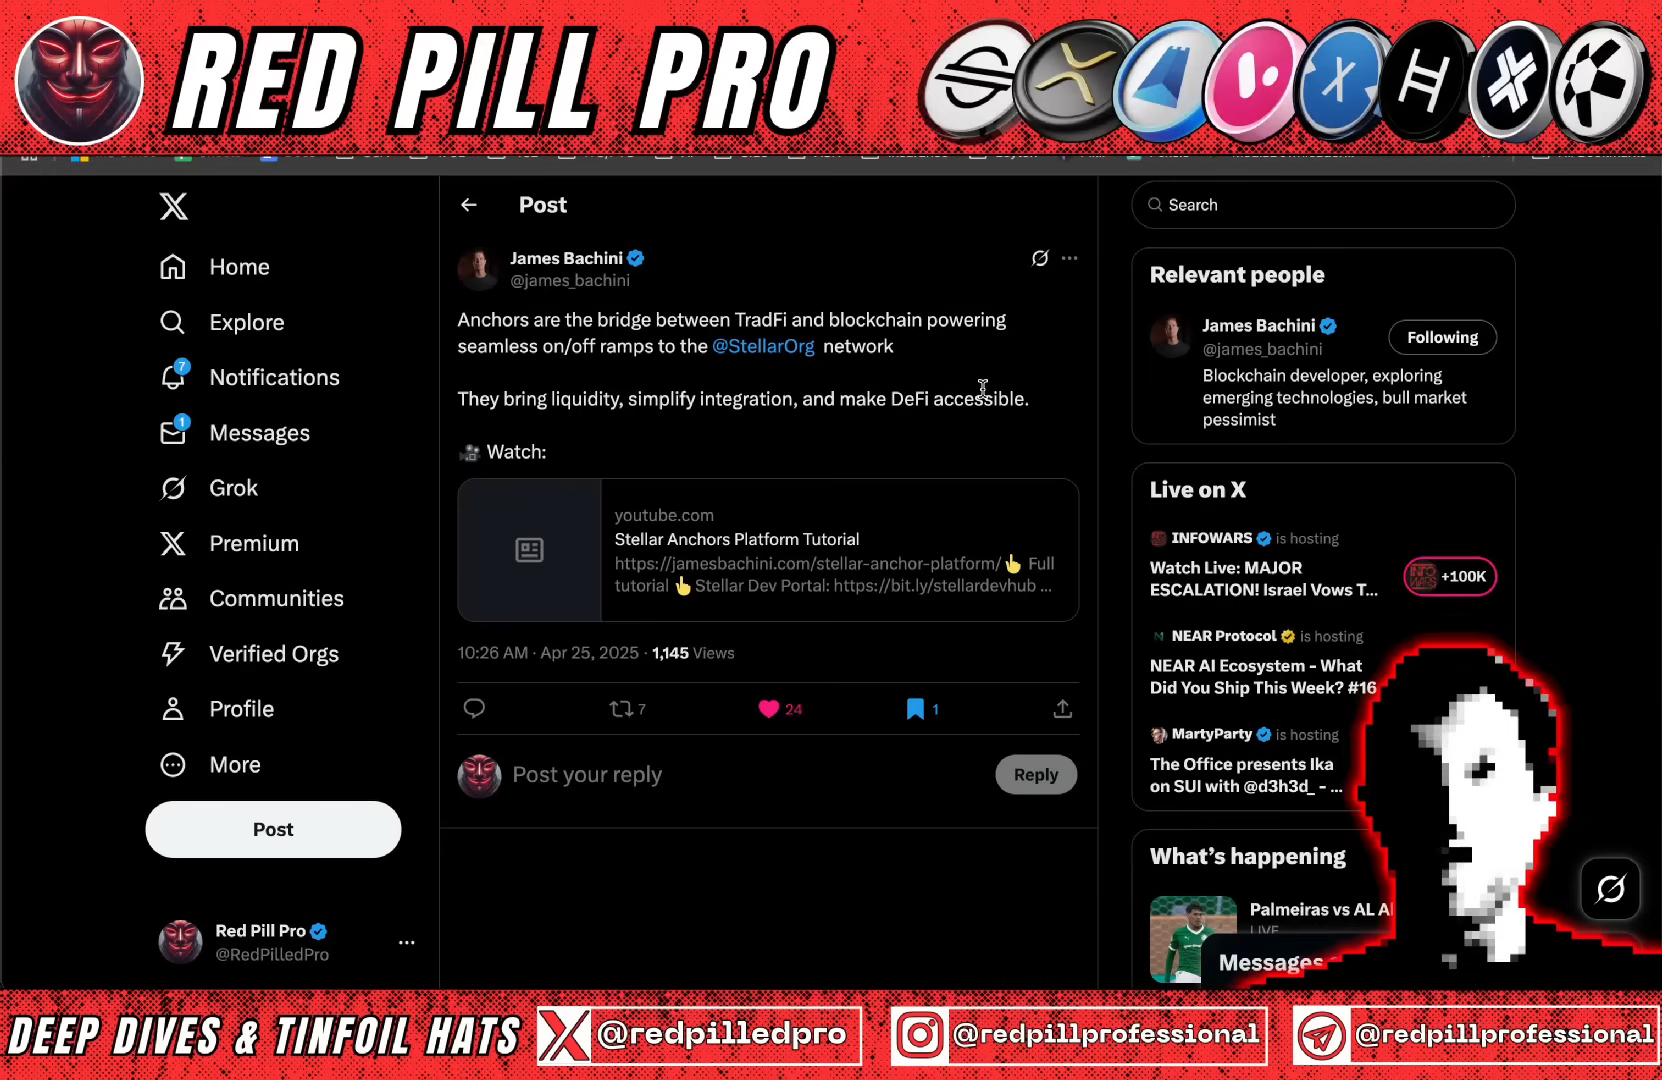 RED PILL PRO
Post
Search
James Bachini
@james_bachini
Home
Explore
7
Notifications
1
Messages
Grok
Premium
Communities
Verified Orgs
Profile
More
Post
Red Pill Pro
@RedPilledPro
Anchors are the bridge between TradFi and blockchain powering
seamless on/off ramps to the @StellarOrg network
They bring liquidity, simplify integration, and make DeFi accessible.
🎥 Watch:
youtube.com
Stellar Anchors Platform Tutorial
https://jamesbachini.com/stellar-anchor-platform/👆 Full
tutorial 👆Stellar Dev Portal: https://bit.ly/stellardevhub ...
10:26 AM · Apr 25, 2025 · 1,145 Views
7
24
1
Post your reply
Reply
Relevant people
James Bachini
@james_bachini
Following
Blockchain developer, exploring
emerging technologies, bull market
pessimist
Live on X
INFOWARS is hosting
Watch Live: MAJOR
ESCALATION! Israel Vows T...
+100K
NEAR Protocol is hosting
NEAR AI Ecosystem - What
Did You Ship This Week? #16
MartyParty is hosting
The Office presents Ika
on SUI with @d3h3d_ - ...
What's happening
Palmeiras vs AL
LIVE
Messages
DEEP DIVES & TINFOIL HATS
@redpilledpro
@redpillprofessional
@redpillprofessional